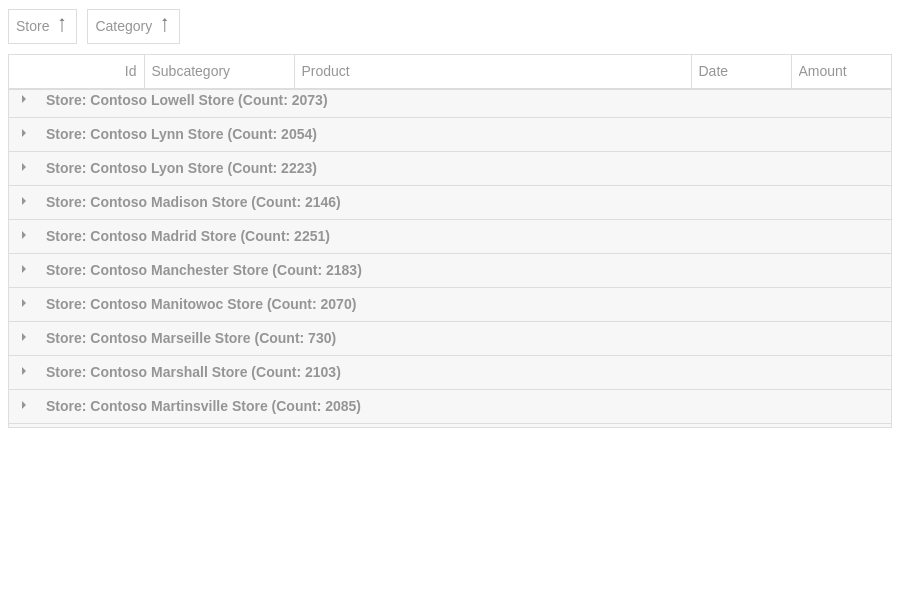 Store Category
Id Subcategory Product Date Amount
Store: Contoso Lowell Store (Count: 2073)
Store: Contoso Lynn Store (Count: 2054)
Store: Contoso Lyon Store (Count: 2223)
Store: Contoso Madison Store (Count: 2146)
Store: Contoso Madrid Store (Count: 2251)
Store: Contoso Manchester Store (Count: 2183)
Store: Contoso Manitowoc Store (Count: 2070)
Store: Contoso Marseille Store (Count: 730)
Store: Contoso Marshall Store (Count: 2103)
Store: Contoso Martinsville Store (Count: 2085)